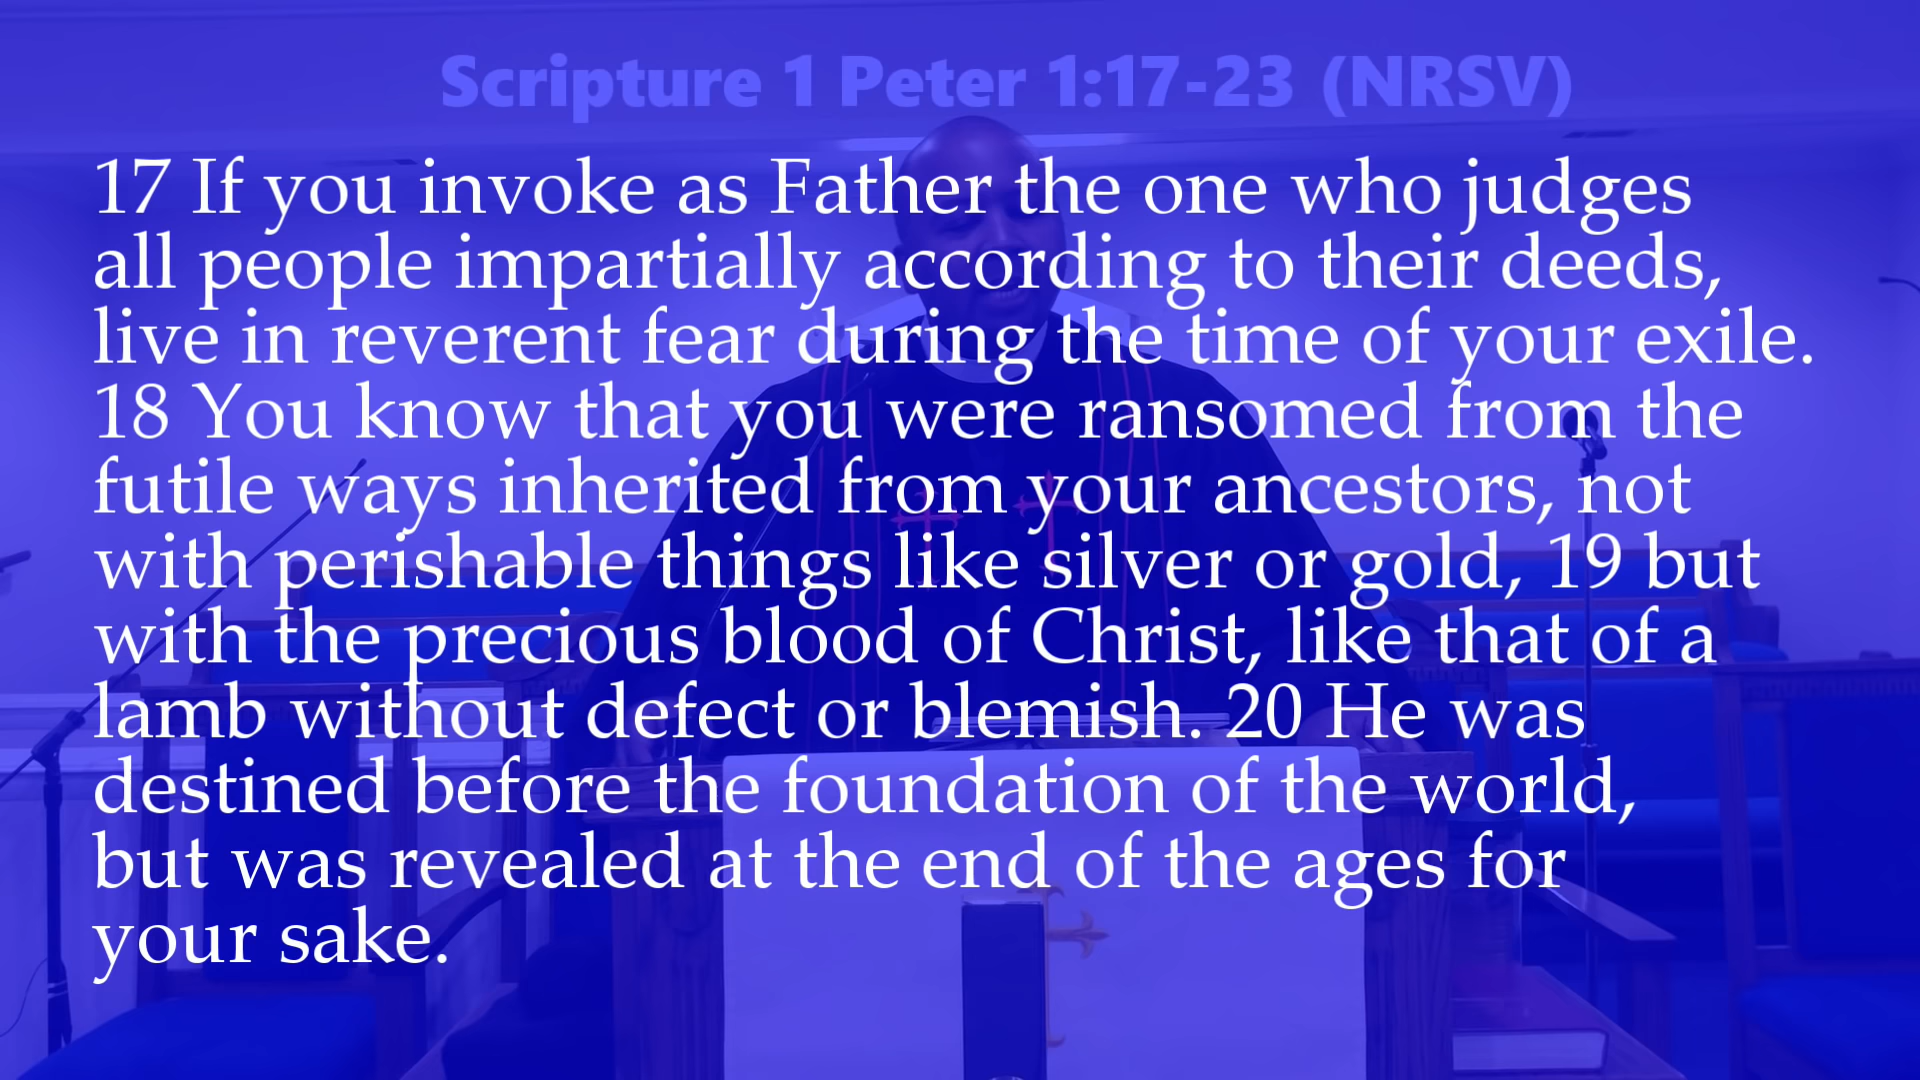 Scripture 1 Peter 1:17-23 (NRSV)
17 If you invoke as Father the one who judges
all people impartially according to their deeds,
live in reverent fear during the time of your exile.
18 You know that you were ransomed from the
futile ways inherited from your ancestors, not
with perishable things like silver or gold, 19 but
with the precious blood of Christ, like that of a
lamb without defect or blemish. 20 He was
destined before the foundation of the world,
but was revealed at the end of the ages for
your sake.